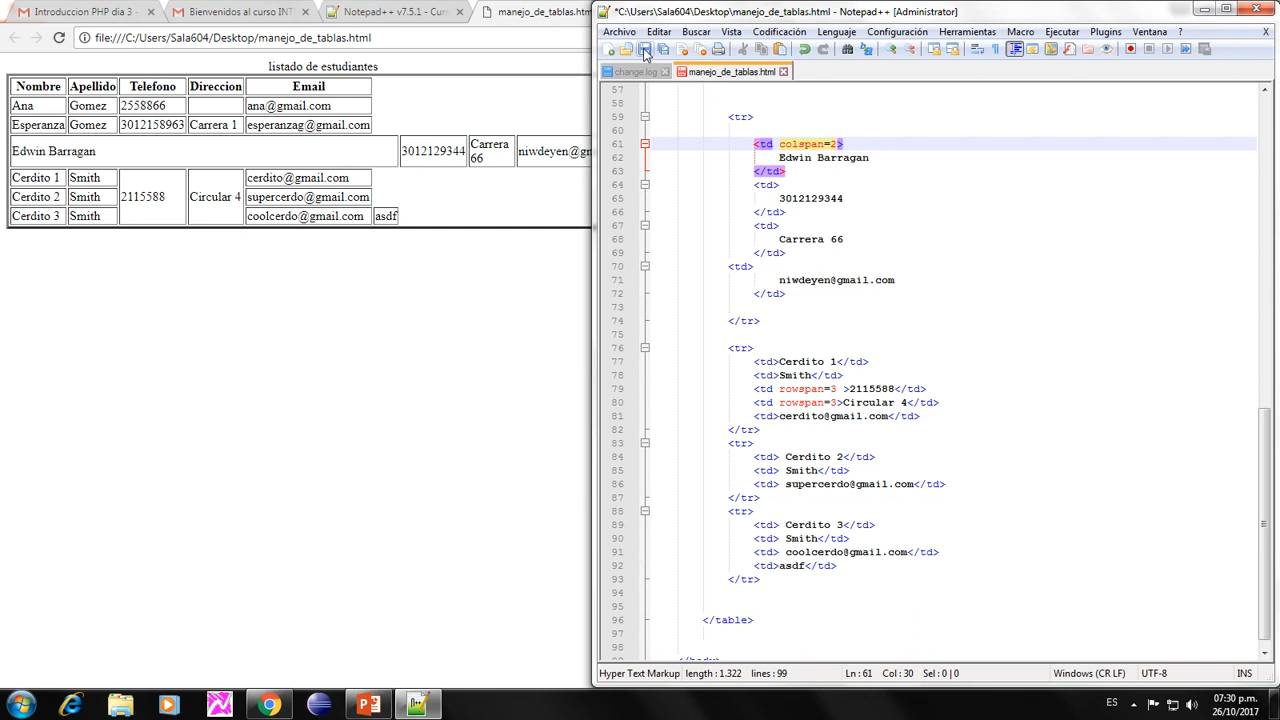 Introduccion PHP dia 3 -
Bienvenidos al curso INT
Notepad++ v7.5.1 - Curr
manejo_de_tablas.html
file:///C:/Users/Sala604/Desktop/manejo_de_tablas.html
listado de estudiantes
Nombre Apellido Telefono Direccion Email
Ana Gomez 2558866 ana@gmail.com
Esperanza Gomez 3012158963 Carrera 1 esperanzag@gmail.com
Edwin Barragan 3012129344 Carrera 66 niwdeyen@gn
Cerdito 1 Smith 2115588 Circular 4 cerdito@gmail.com
Cerdito 2 Smith supercerdo@gmail.com
Cerdito 3 Smith coolcerdo@gmail.com asdf
*C:\Users\Sala604\Desktop\manejo_de_tablas.html - Notepad++ [Administrator]
Archivo Editar Buscar Vista Codificación Lenguaje Configuración Herramientas Macro Ejecutar Plugins Ventana ? X
change.log manejo_de_tablas.html
57
58
59 <tr>
60
61 <td colspan=2>
62 Edwin Barragan
63 </td>
64 <td>
65 3012129344
66 </td>
67 <td>
68 Carrera 66
69 </td>
70 <td>
71 niwdeyen@gmail.com
72 </td>
73
74 </tr>
75
76 <tr>
77 <td>Cerdito 1</td>
78 <td>Smith</td>
79 <td rowspan=3 >2115588</td>
80 <td rowspan=3>Circular 4</td>
81 <td>cerdito@gmail.com</td>
82 </tr>
83 <tr>
84 <td> Cerdito 2</td>
85 <td> Smith</td>
86 <td> supercerdo@gmail.com</td>
87 </tr>
88 <tr>
89 <td> Cerdito 3</td>
90 <td> Smith</td>
91 <td> coolcerdo@gmail.com</td>
92 <td>asdf</td>
93 </tr>
94
95
96 </table>
97
98
Hyper Text Markup length : 1.322 lines : 99 Ln : 61 Col : 30 Sel : 0 | 0 Windows (CR LF) UTF-8 INS
ES 07:30 p.m.
26/10/2017